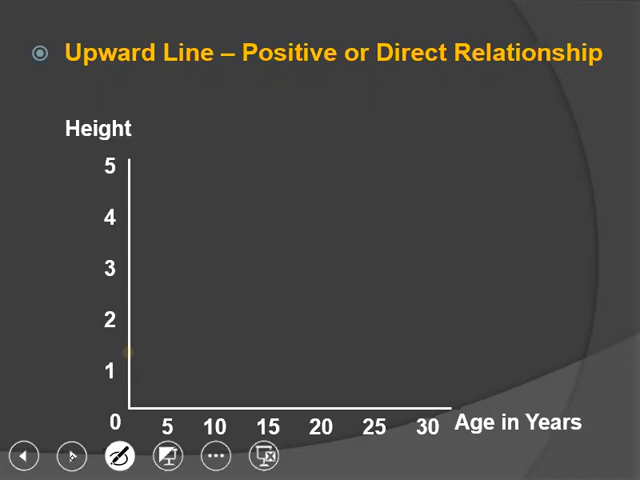 Upward Line – Positive or Direct Relationship
Height
5
4
3
2
1
0
5 10 15 20 25 30
Age in Years